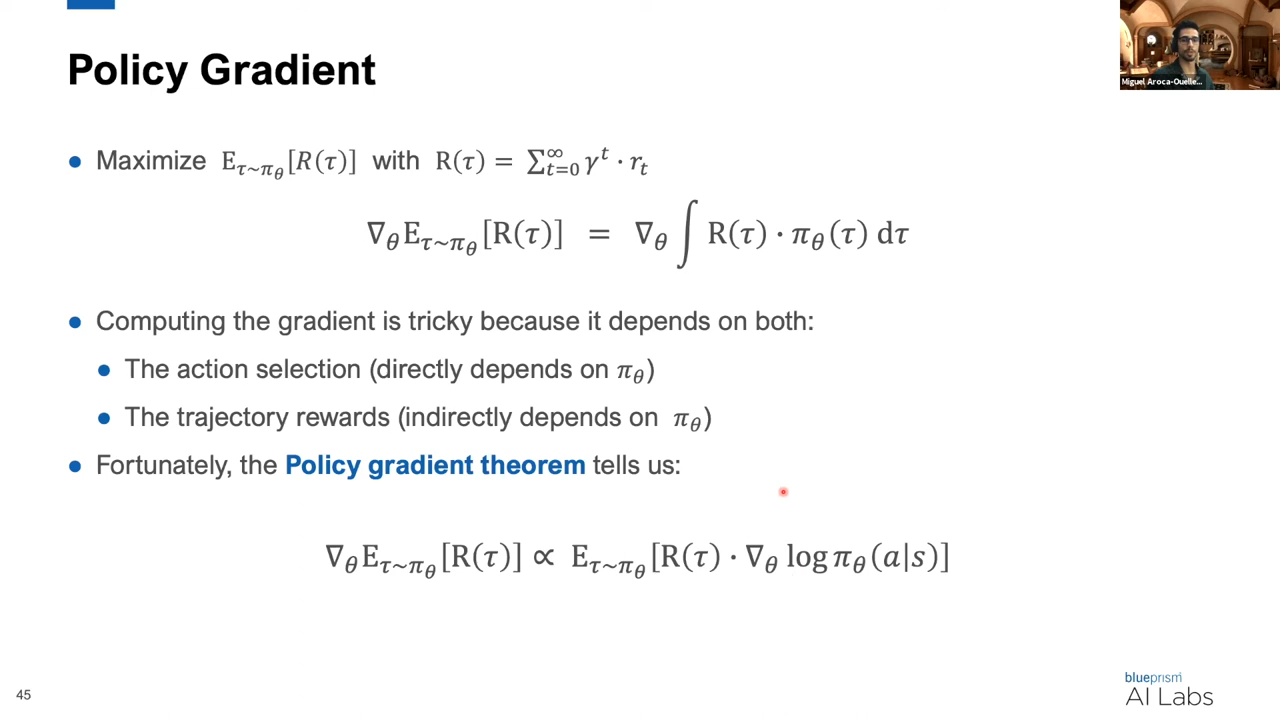 Policy Gradient
Miguel Aroca-Ouelle...
● Maximize E_{τ~π_θ}[R(τ)] with R(τ) = ∑_{t=0}^{∞} γ^t · r_t
∇_θ E_{τ~π_θ}[R(τ)] = ∇_θ ∫ R(τ) · π_θ(τ) dτ
● Computing the gradient is tricky because it depends on both:
● The action selection (directly depends on π_θ)
● The trajectory rewards (indirectly depends on π_θ)
● Fortunately, the Policy gradient theorem tells us:
∇_θ E_{τ~π_θ}[R(τ)] ∝ E_{τ~π_θ}[R(τ) · ∇_θ log π_θ(a|s)]
45
blueprism
AI Labs